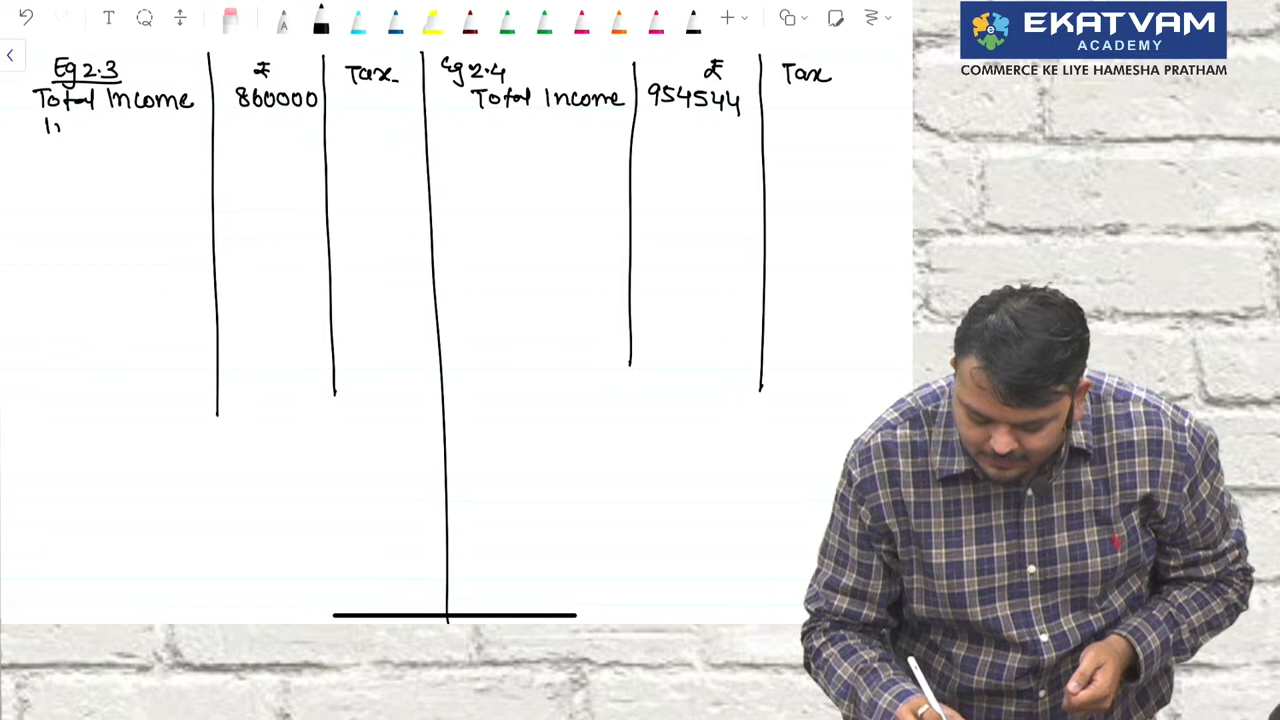 EKATVAM
ACADEMY
COMMERCE KE LIYE HAMESHA PRATHAM
Eg 2.3
₹
Tax
Total Income
860000
Eg 2.4
₹
Tax
Total Income
954544